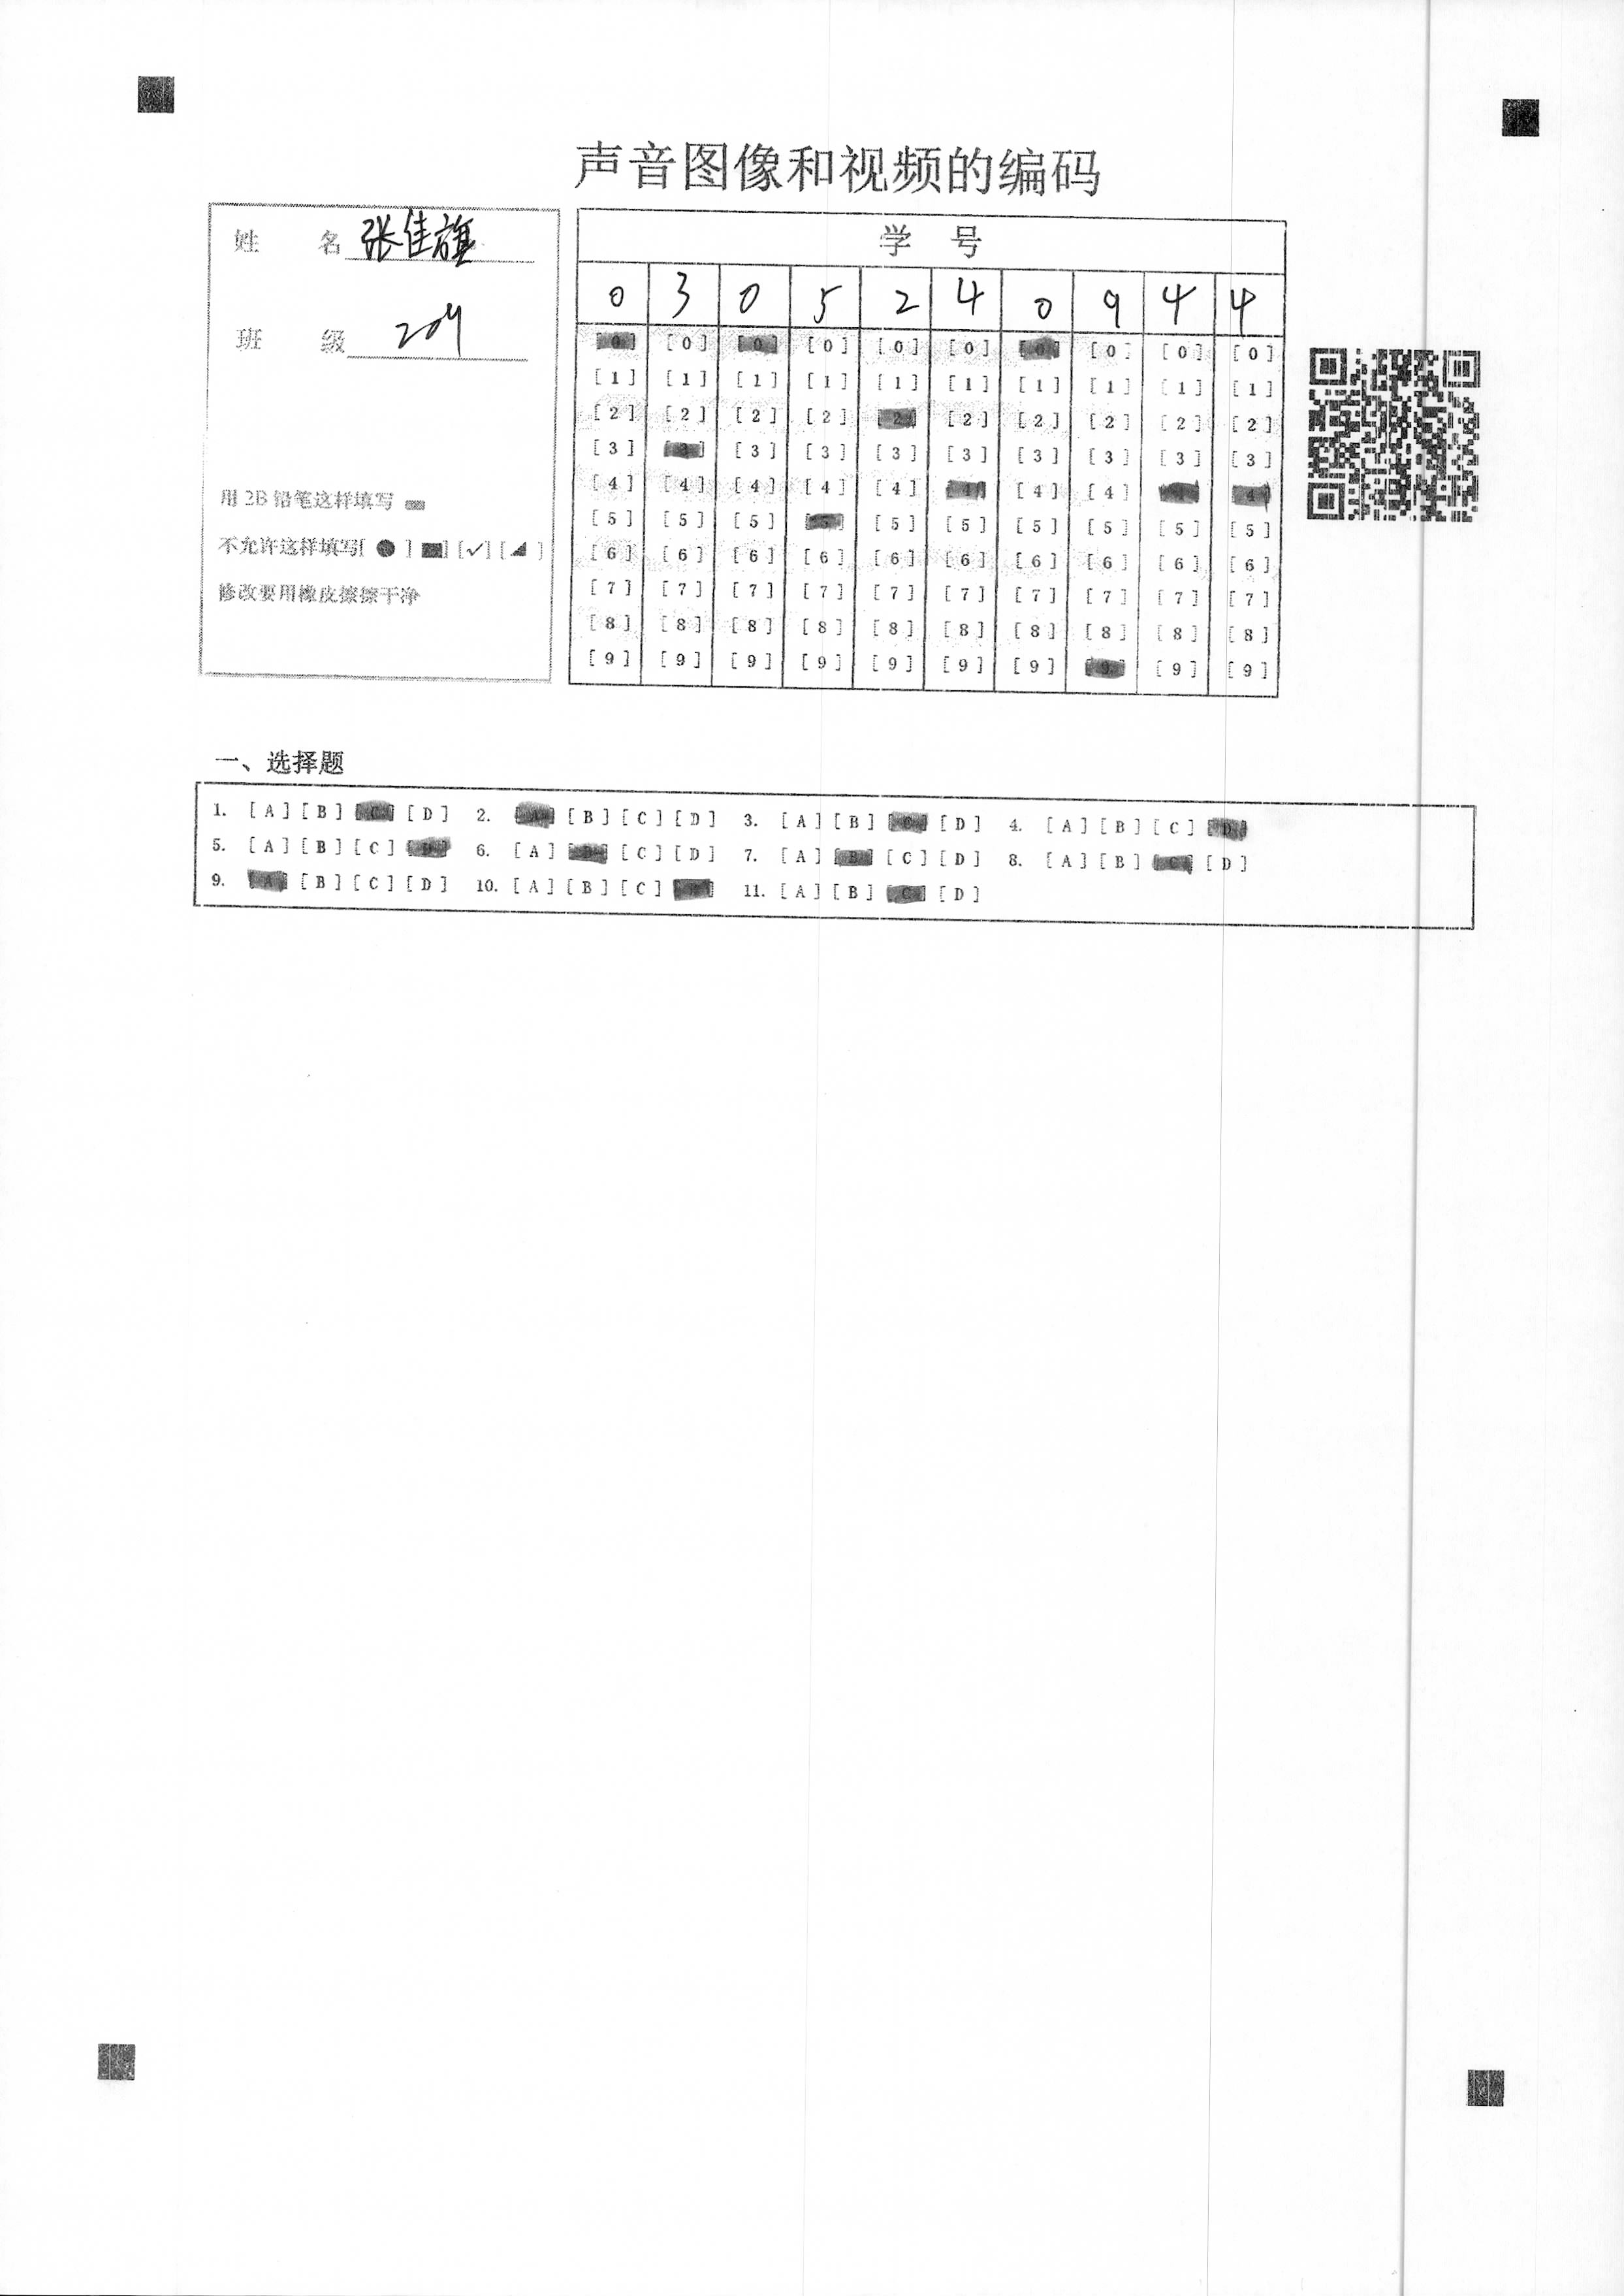 声音图像和视频的编码
姓 名 张佳旗
班 级 209
用 2B 铅笔这样填写
不允许这样填写[ ● ] [■] [✓] [◢ ]
修改要用橡皮擦擦干净
学 号
0 3 0 5 2 4 0 9 4 4
[0] [0] [0] [0] [0] [0] [0] [0] [0] [0]
[1] [1] [1] [1] [1] [1] [1] [1] [1] [1]
[2] [2] [2] [2] [2] [2] [2] [2] [2] [2]
[3] [3] [3] [3] [3] [3] [3] [3] [3] [3]
[4] [4] [4] [4] [4] [4] [4] [4] [4] [4]
[5] [5] [5] [5] [5] [5] [5] [5] [5] [5]
[6] [6] [6] [6] [6] [6] [6] [6] [6] [6]
[7] [7] [7] [7] [7] [7] [7] [7] [7] [7]
[8] [8] [8] [8] [8] [8] [8] [8] [8] [8]
[9] [9] [9] [9] [9] [9] [9] [9] [9] [9]
一、选择题
1. [A] [B] [C] [D] 2. [A] [B] [C] [D] 3. [A] [B] [C] [D] 4. [A] [B] [C] [D]
5. [A] [B] [C] [D] 6. [A] [B] [C] [D] 7. [A] [B] [C] [D] 8. [A] [B] [C] [D]
9. [A] [B] [C] [D] 10. [A] [B] [C] [D] 11. [A] [B] [C] [D]